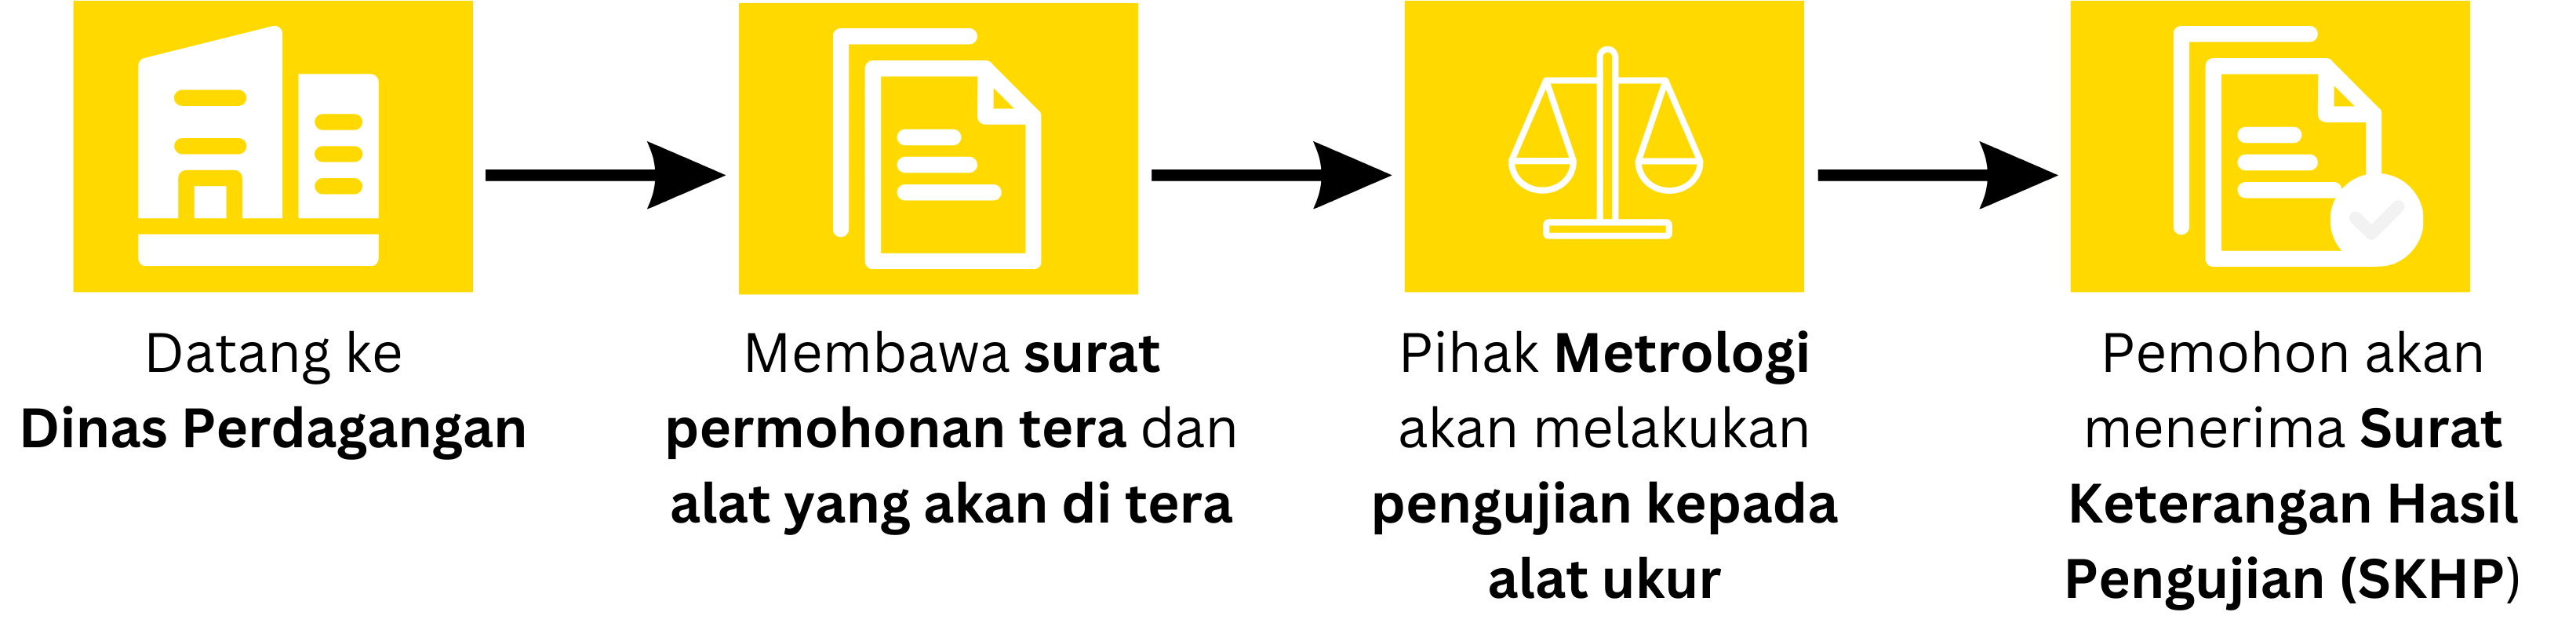 Datang ke
Dinas Perdagangan
Membawa surat
permohonan tera dan
alat yang akan di tera
Pihak Metrologi
akan melakukan
pengujian kepada
alat ukur
Pemohon akan
menerima Surat
Keterangan Hasil
Pengujian (SKHP)